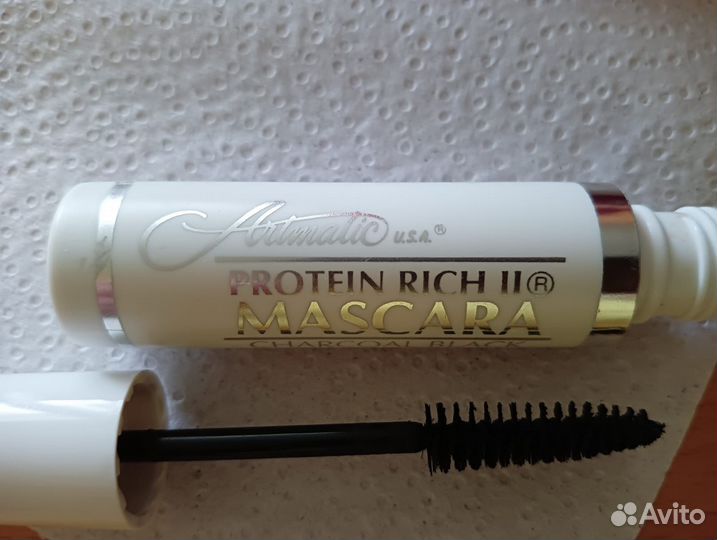 Artmatic U.S.A.®
PROTEIN RICH II®
MASCARA
CHARCOAL BLACK
Avito